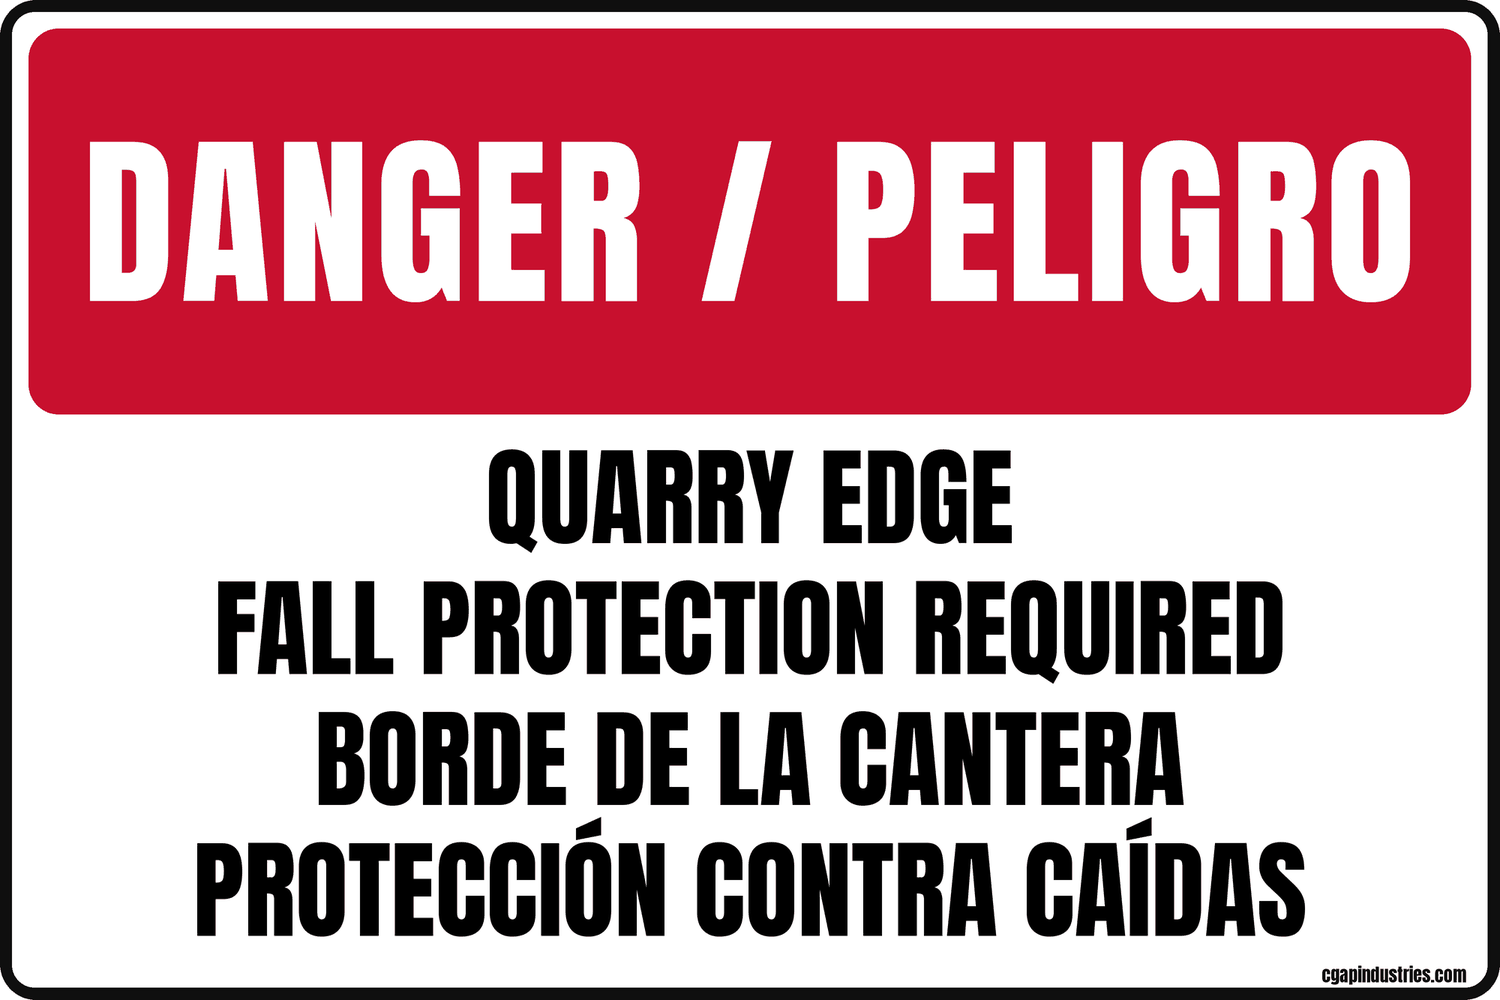 DANGER / PELIGRO
QUARRY EDGE
FALL PROTECTION REQUIRED
BORDE DE LA CANTERA
PROTECCIÓN CONTRA CAÍDAS
cgapindustries.com